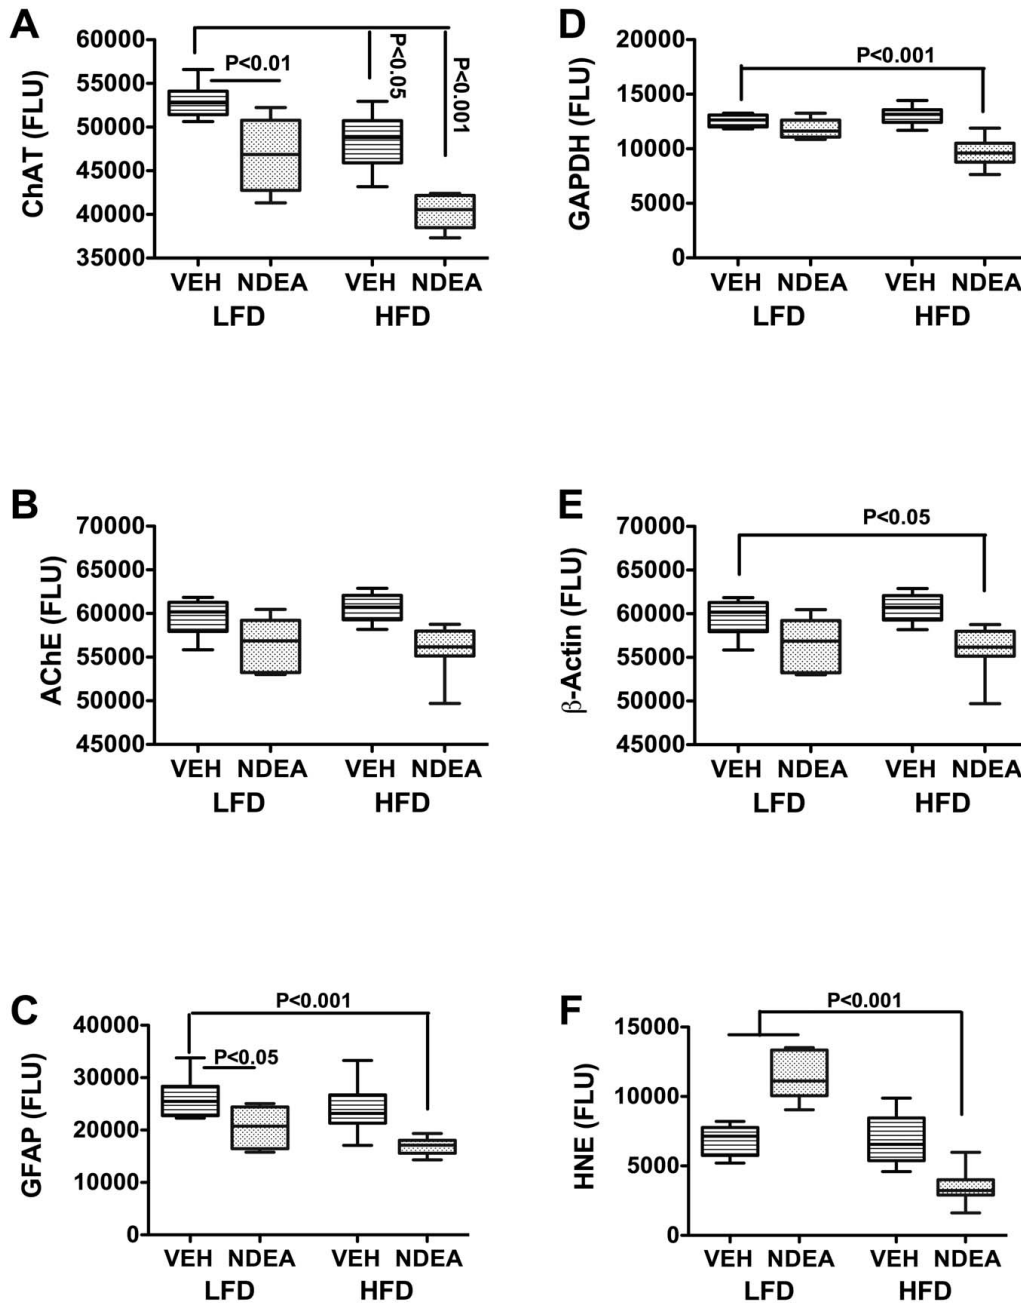 A
ChAT (FLU)
60000
55000
50000
45000
40000
35000
P<0.01
P<0.05
P<0.001
VEH NDEA VEH NDEA
LFD HFD
D
GAPDH (FLU)
20000
15000
10000
5000
0
P<0.001
VEH NDEA VEH NDEA
LFD HFD
B
AChE (FLU)
70000
65000
60000
55000
50000
45000
VEH NDEA VEH NDEA
LFD HFD
E
β-Actin (FLU)
70000
65000
60000
55000
50000
45000
P<0.05
VEH NDEA VEH NDEA
LFD HFD
C
GFAP (FLU)
40000
30000
20000
10000
0
P<0.001
P<0.05
VEH NDEA VEH NDEA
LFD HFD
F
HNE (FLU)
15000
10000
5000
0
P<0.001
VEH NDEA VEH NDEA
LFD HFD